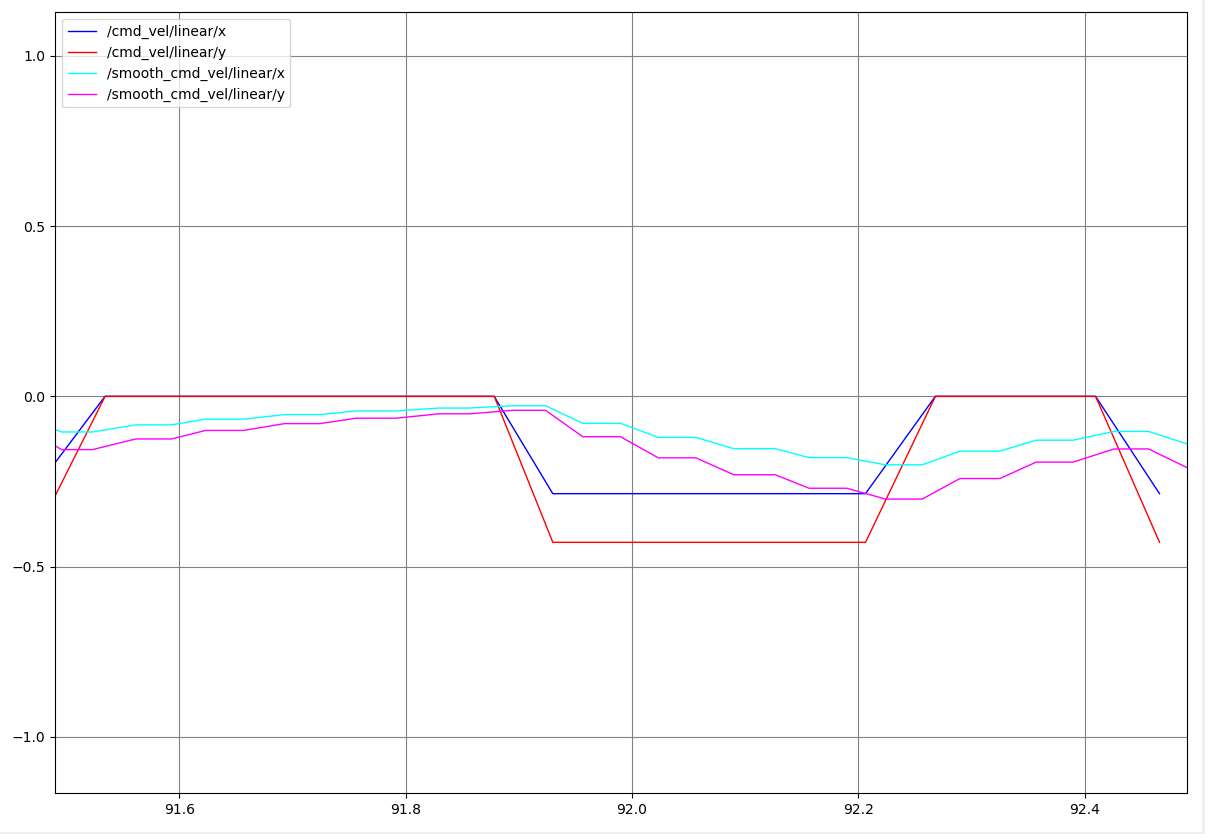 /cmd_vel/linear/x
/cmd_vel/linear/y
/smooth_cmd_vel/linear/x
/smooth_cmd_vel/linear/y
1.0
0.5
0.0
−0.5
−1.0
91.6 91.8 92.0 92.2 92.4